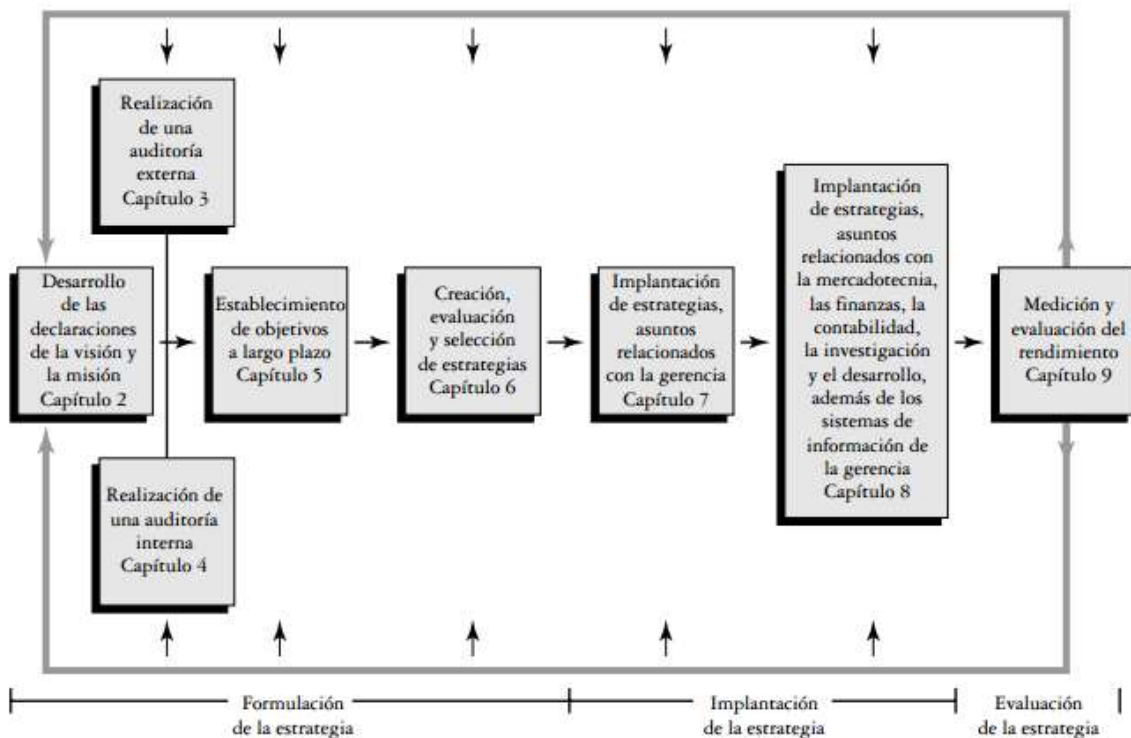 Realización
de una
auditoría
externa
Capítulo 3
Desarrollo
de las
declaraciones
de la visión y
la misión
Capítulo 2
Realización de
una auditoría
interna
Capítulo 4
Establecimiento
de objetivos
a largo plazo
Capítulo 5
Creación,
evaluación
y selección
de estrategias
Capítulo 6
Implantación
de estrategias,
asuntos
relacionados
con la gerencia
Capítulo 7
Implantación
de estrategias,
asuntos
relacionados con
la mercadotecnia,
las finanzas, la
contabilidad,
la investigación
y el desarrollo,
además de los
sistemas de
información de
la gerencia
Capítulo 8
Medición y
evaluación del
rendimiento
Capítulo 9
Formulación
de la estrategia
Implantación
de la estrategia
Evaluación
de la estrategia